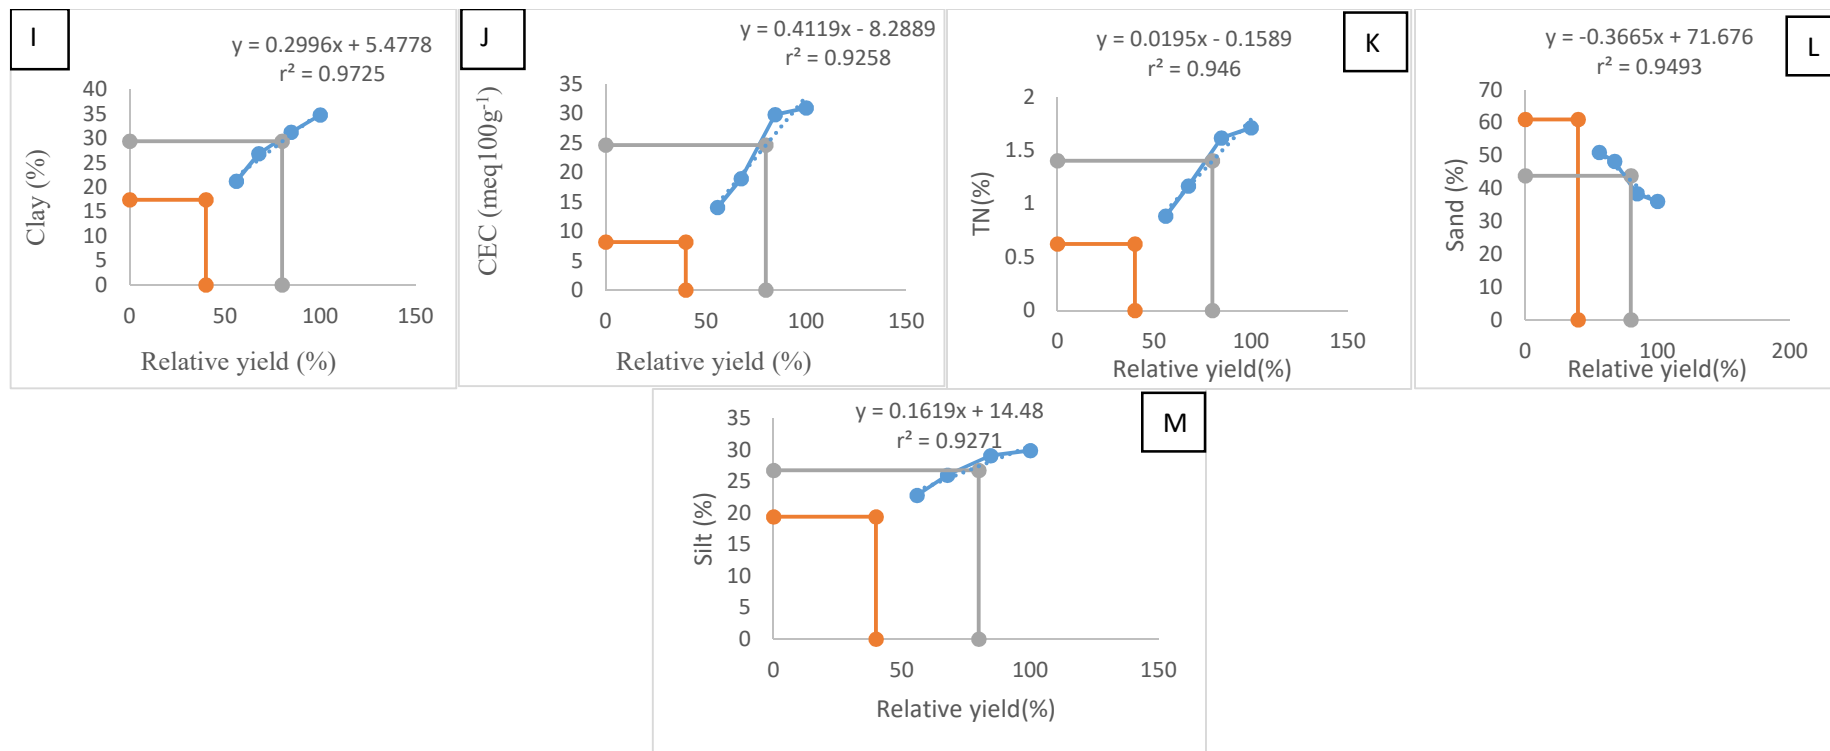 I
y = 0.2996x + 5.4778
r² = 0.9725
Clay (%)
40
35
30
25
20
15
10
5
0
0 50 100 150
Relative yield (%)
J
y = 0.4119x - 8.2889
r² = 0.9258
CEC (meq100g⁻¹)
35
30
25
20
15
10
5
0
0 50 100 150
Relative yield (%)
K
y = 0.0195x - 0.1589
r² = 0.946
TN(%)
2
1.5
1
0.5
0
0 50 100 150
Relative yield(%)
L
y = -0.3665x + 71.676
r² = 0.9493
Sand (%)
70
60
50
40
30
20
10
0
0 100 200
Relative yield(%)
M
y = 0.1619x + 14.48
r² = 0.9271
Silt (%)
35
30
25
20
15
10
5
0
0 50 100 150
Relative yield(%)